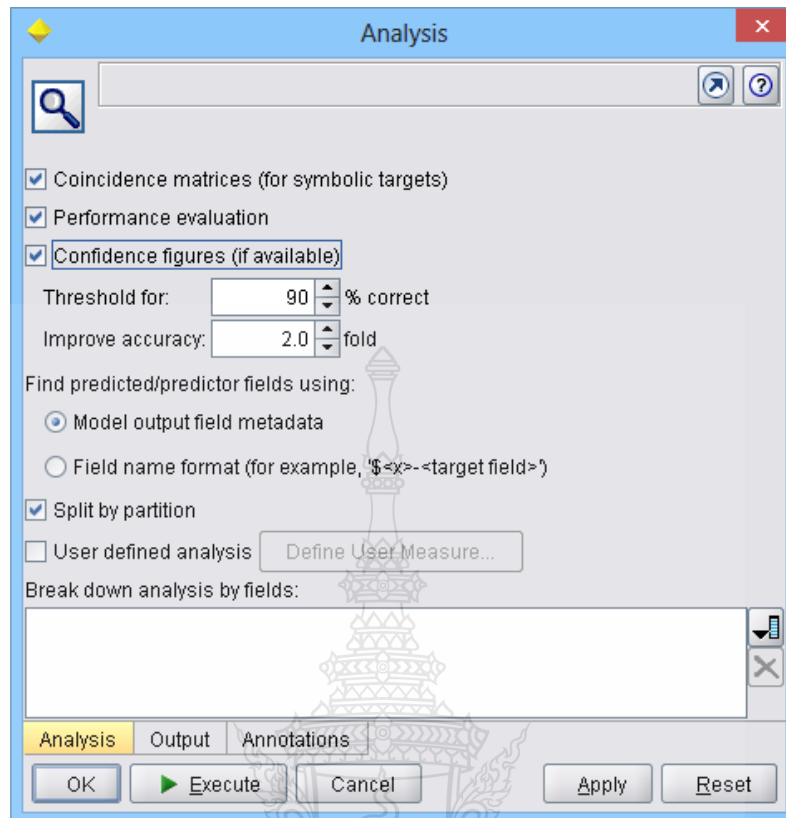 Analysis
Coincidence matrices (for symbolic targets)
Performance evaluation
Confidence figures (if available)
Threshold for: 90 % correct
Improve accuracy: 2.0 fold
Find predicted/predictor fields using:
Model output field metadata
Field name format (for example, '$<x>-<target field>')
Split by partition
User defined analysis Define User Measure...
Break down analysis by fields:
Analysis Output Annotations
OK Execute Cancel Apply Reset